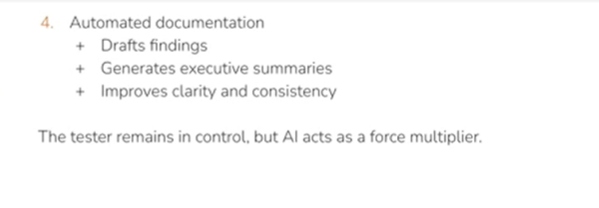 4. Automated documentation
+ Drafts findings
+ Generates executive summaries
+ Improves clarity and consistency
The tester remains in control, but AI acts as a force multiplier.